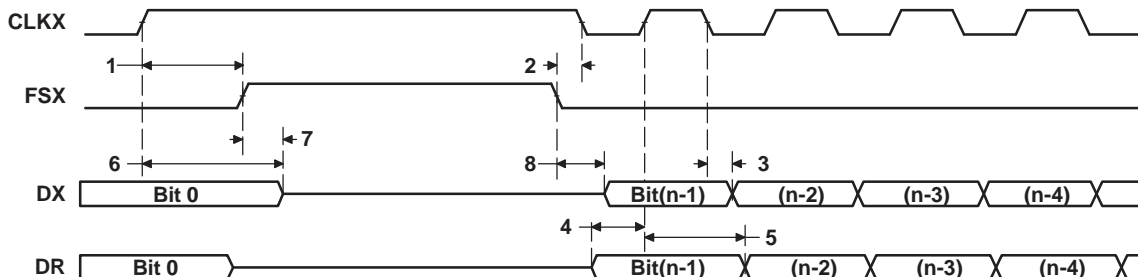 CLKX
1
2
FSX
7
6
8
3
DX
Bit 0
Bit(n-1)
(n-2)
(n-3)
(n-4)
4
5
DR
Bit 0
Bit(n-1)
(n-2)
(n-3)
(n-4)